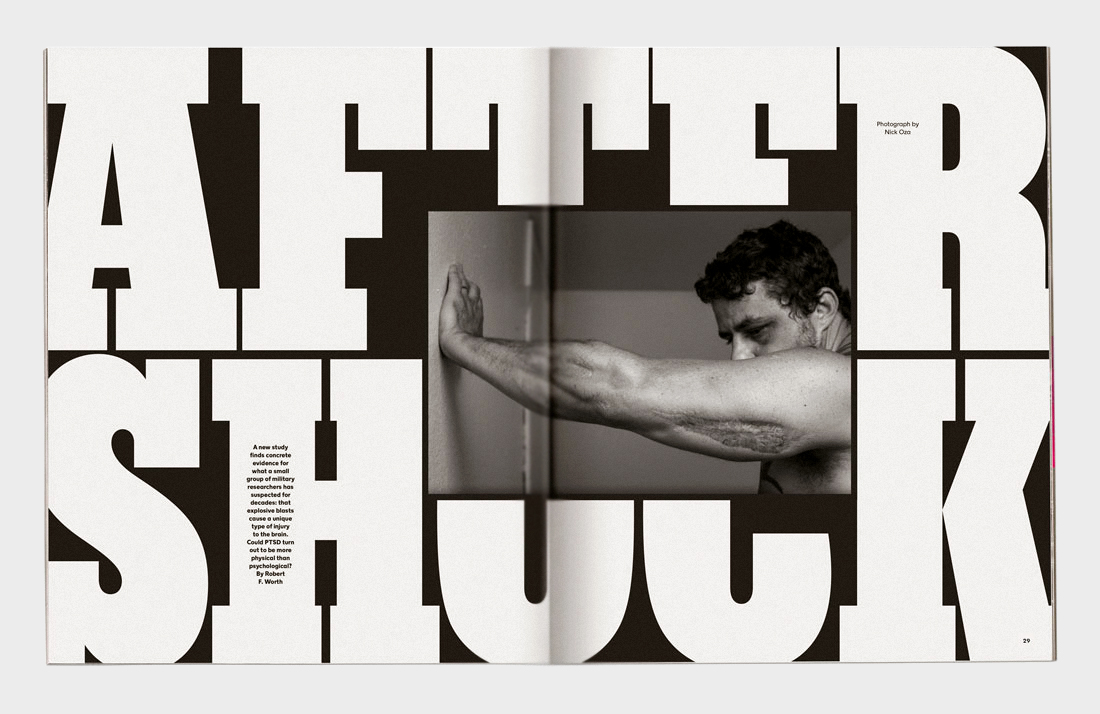 AFTER
SHOCK
Photograph by
Nick Oza
A new study
finds concrete
evidence for
what a small
group of military
researchers has
suspected for
decades: that
explosive blasts
cause a unique
type of injury
to the brain.
Could PTSD turn
out to be more
physical than
psychological?
By Robert
F. Worth
29